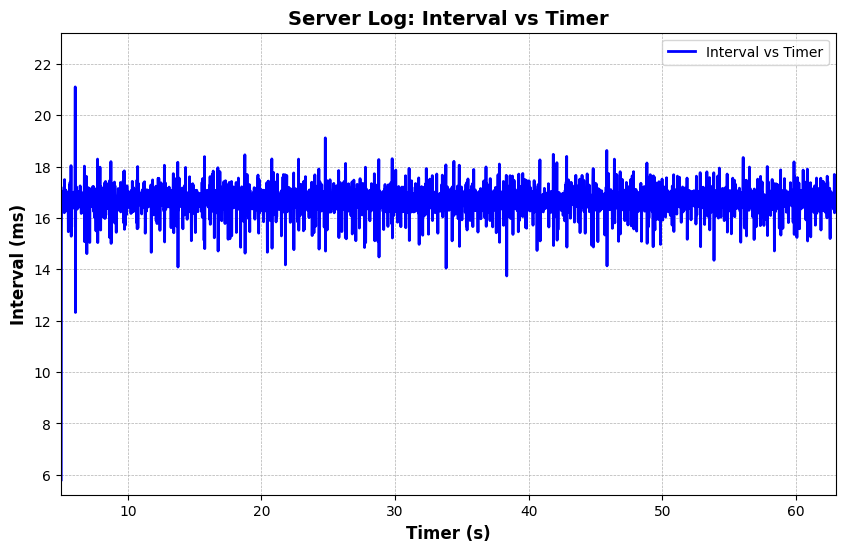 Server Log: Interval vs Timer
Interval vs Timer
22
20
18
16
14
12
10
8
6
Interval (ms)
10 20 30 40 50 60
Timer (s)